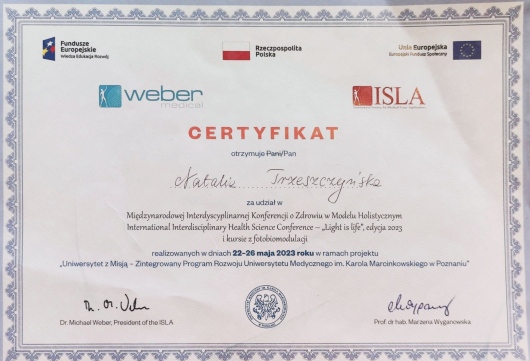 Fundusze
Europejskie
Wiedza Edukacja Rozwój
Rzeczpospolita
Polska
Unia Europejska
Europejski Fundusz Społeczny
weber
medical
ISLA
CERTYFIKAT
otrzymuje Pani/Pan
Natalia Trzeszczyńska
za udział w
Międzynarodowej Interdyscyplinarnej Konferencji o Zdrowiu w Modelu Holistycznym
International Interdisciplinary Health Science Conference – „Light is life”, edycja 2023
i kursie z fotobiomodulacji
realizowanych w dniach 22–26 maja 2023 roku w ramach projektu
„Uniwersytet z Misją – Zintegrowany Program Rozwoju Uniwersytetu Medycznego im. Karola Marcinkowskiego w Poznaniu”
Dr. Michael Weber, President of the ISLA
Prof. dr hab. Marzena Wyganowska